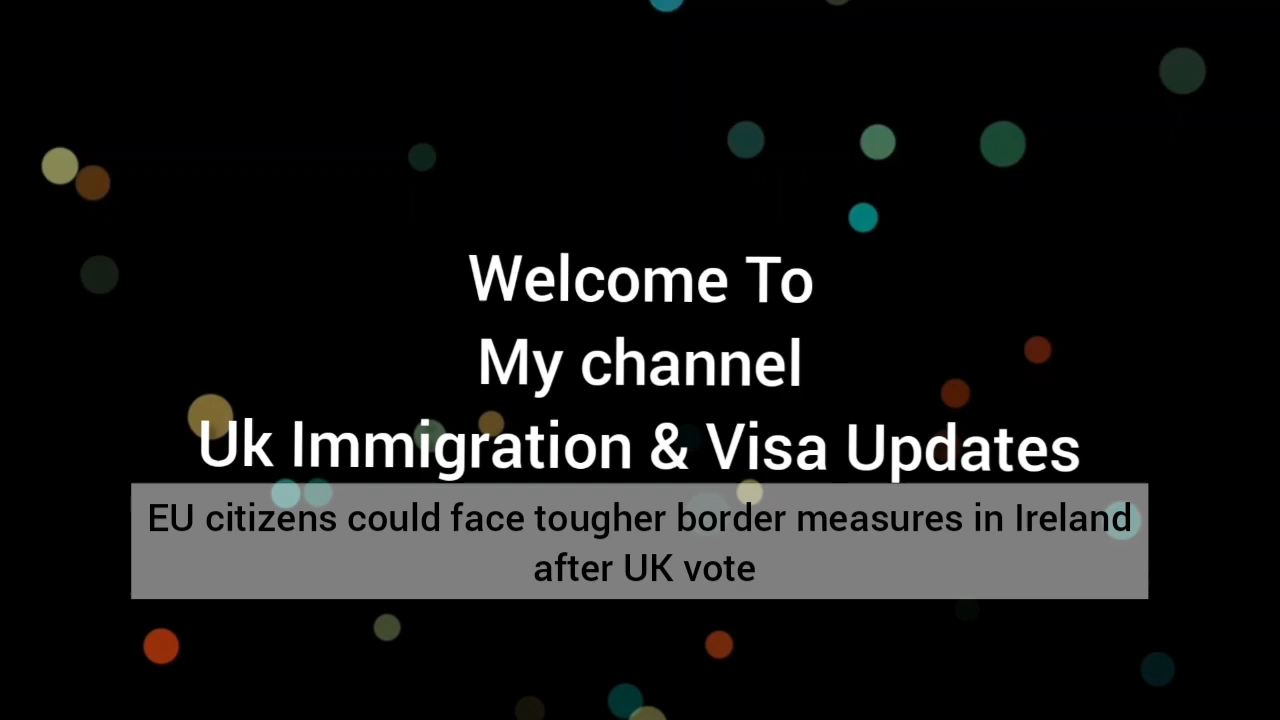 Welcome To
My channel
Uk Immigration & Visa Updates
EU citizens could face tougher border measures in Ireland
after UK vote